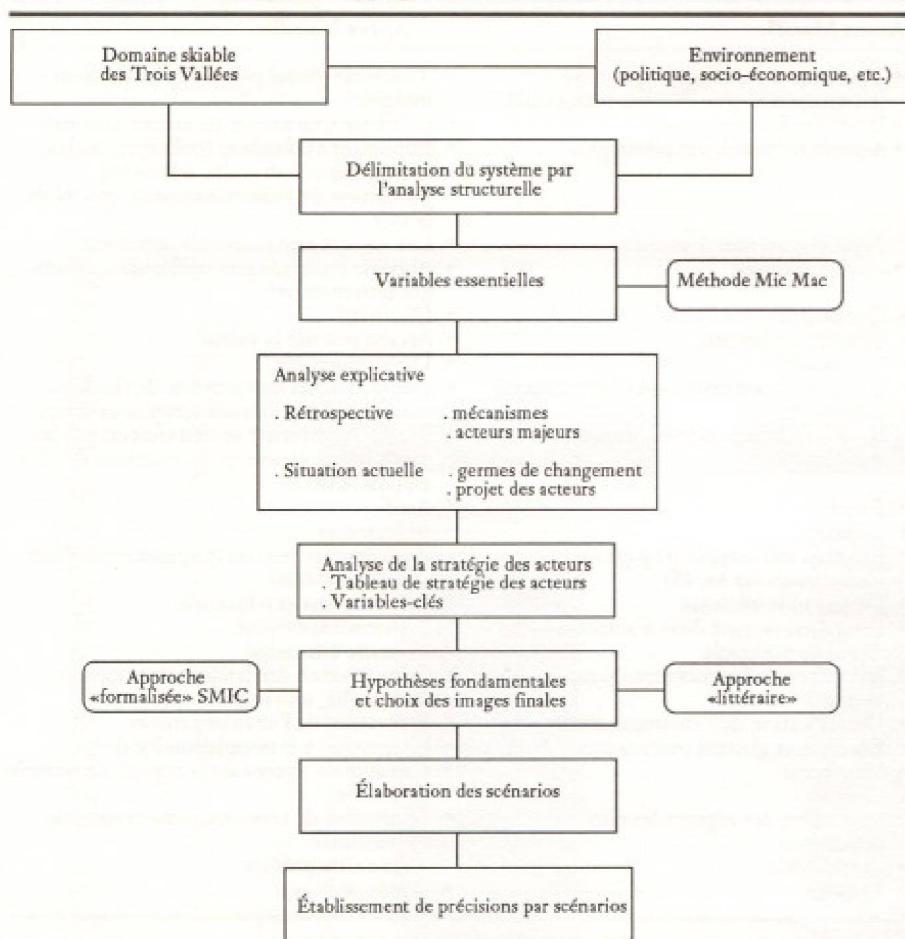 Domaine skiable
des Trois Vallées
Environnement
(politique, socio-économique, etc.)
Délimitation du système par
l'analyse structurelle
Variables essentielles
Méthode Mic Mac
Analyse explicative
. Rétrospective
. mécanismes
. acteurs majeurs
. Situation actuelle
. germes de changement
. projet des acteurs
Analyse de la stratégie des acteurs
. Tableau de stratégie des acteurs
. Variables-clés
Approche
«formalisée» SMIC
Hypothèses fondamentales
et choix des images finales
Approche
«littéraire»
Élaboration des scénarios
Établissement de précisions par scénarios